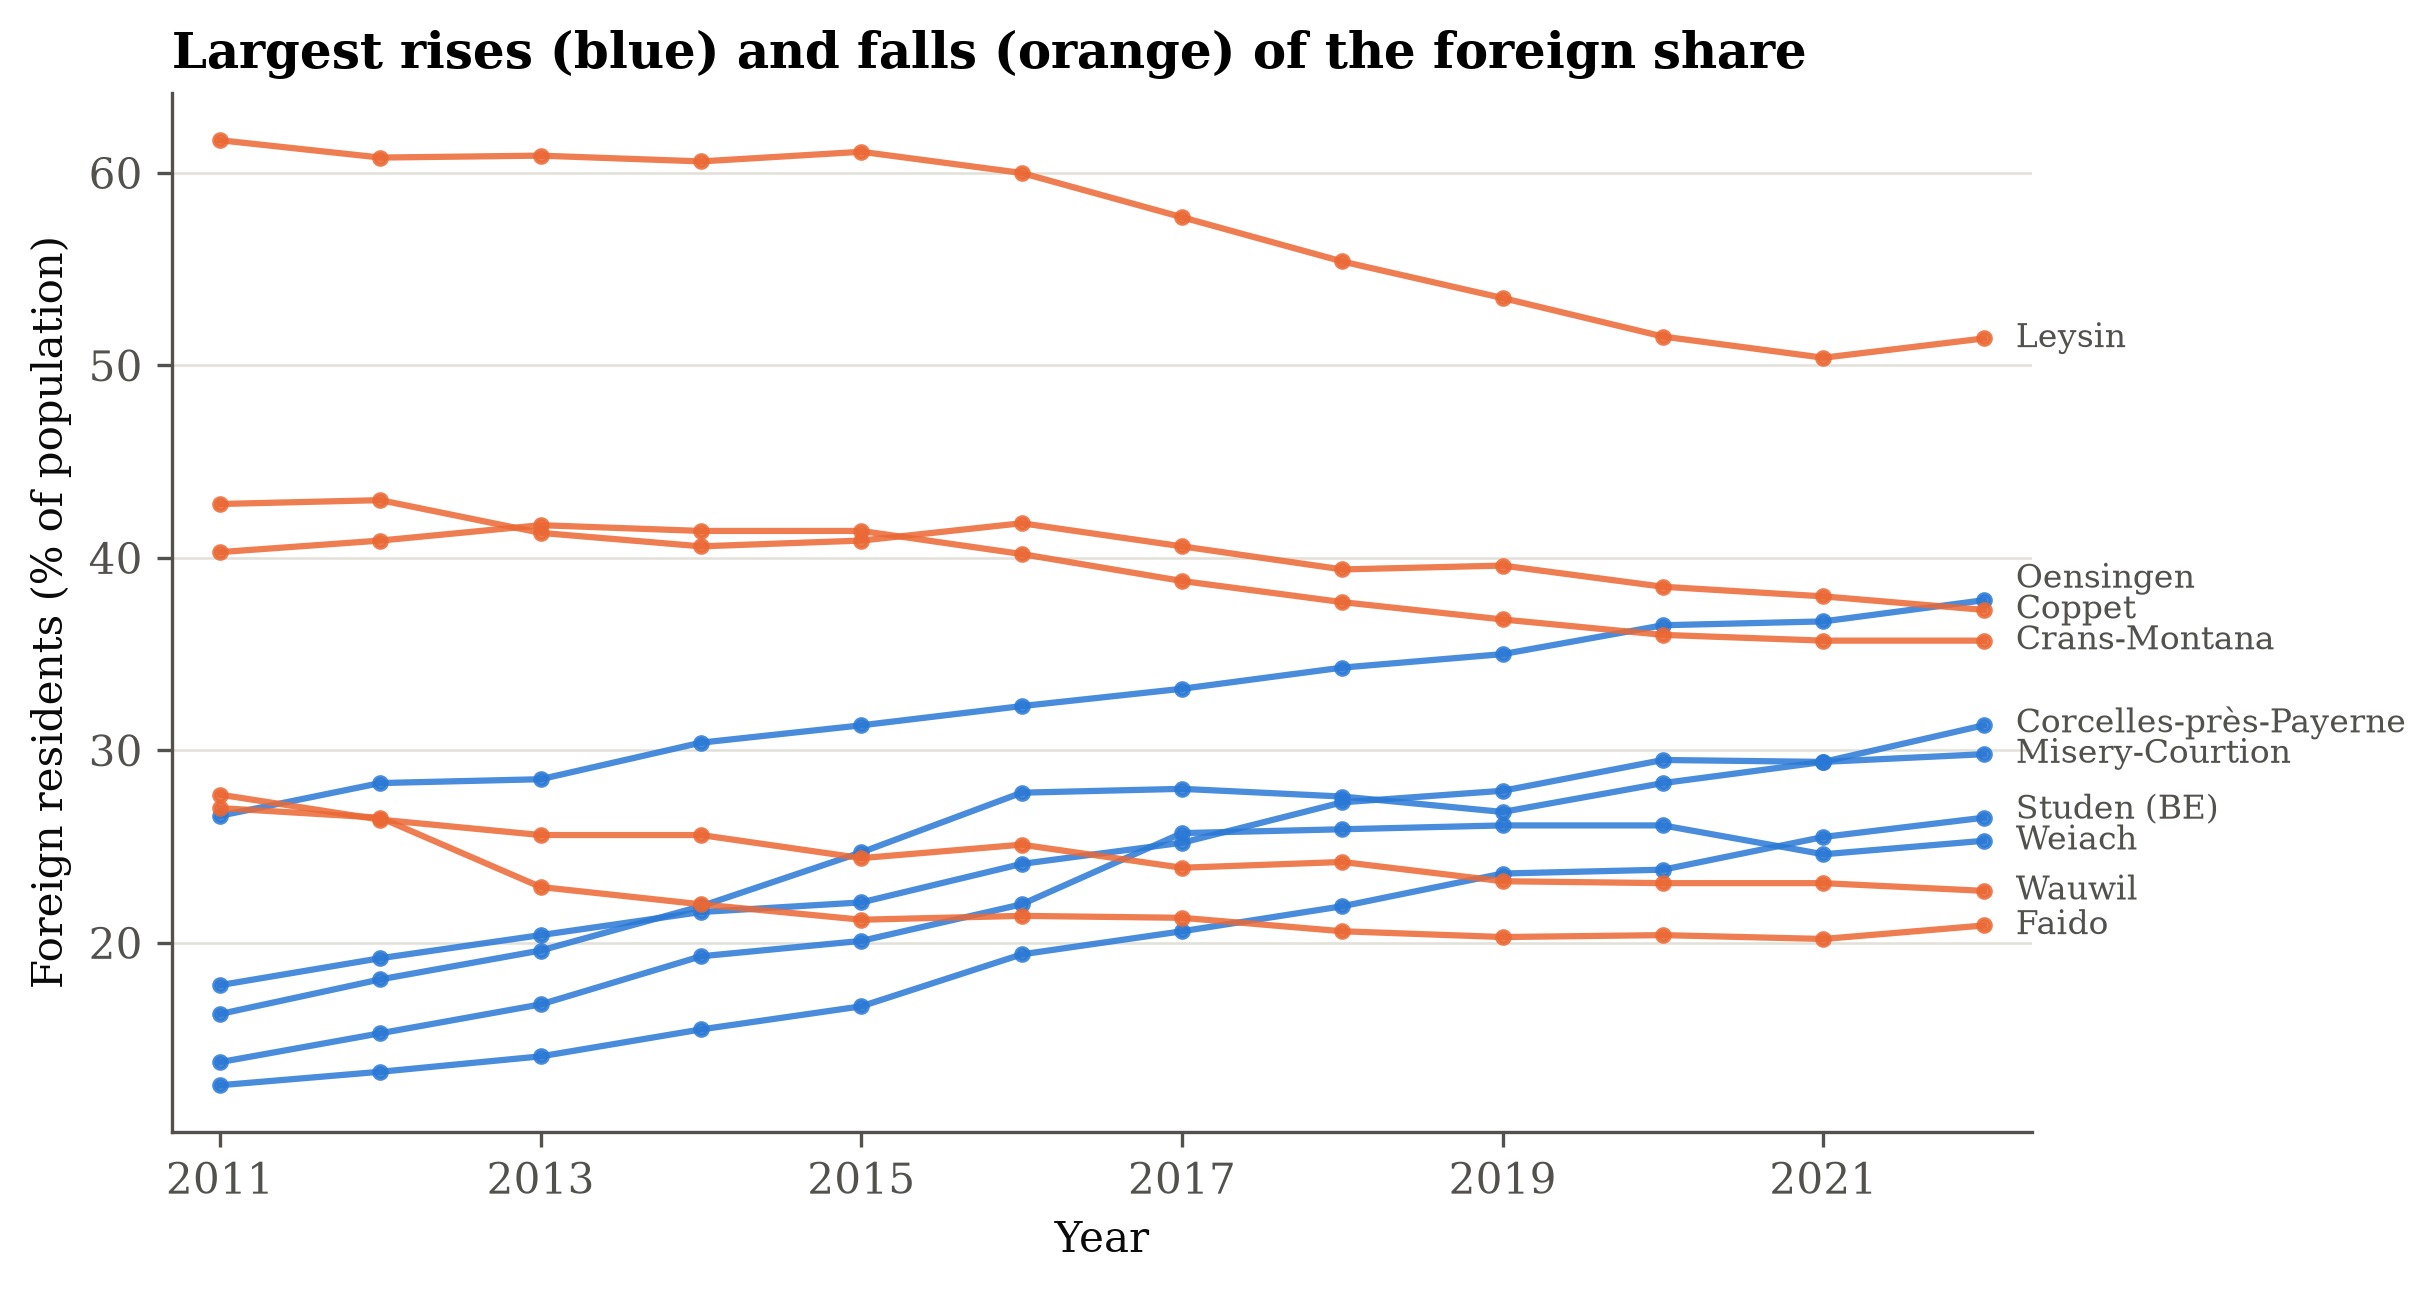 Largest rises (blue) and falls (orange) of the foreign share
Foreign residents (% of population)
60
50
40
30
20
Leysin
Oensingen
Coppet
Crans-Montana
Corcelles-près-Payerne
Misery-Courtion
Studen (BE)
Weiach
Wauwil
Faido
2011
2013
2015
2017
2019
2021
Year